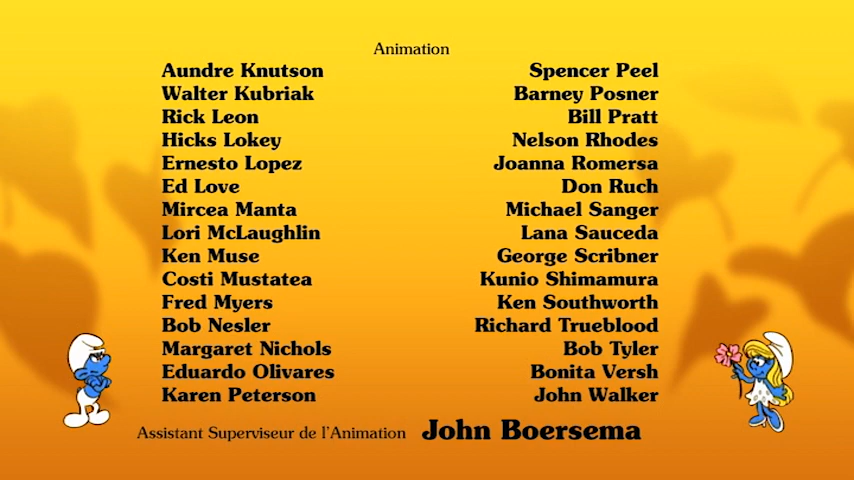 Animation
Aundre Knutson Spencer Peel
Walter Kubriak Barney Posner
Rick Leon Bill Pratt
Hicks Lokey Nelson Rhodes
Ernesto Lopez Joanna Romersa
Ed Love Don Ruch
Mircea Manta Michael Sanger
Lori McLaughlin Lana Sauceda
Ken Muse George Scribner
Costi Mustatea Kunio Shimamura
Fred Myers Ken Southworth
Bob Nesler Richard Trueblood
Margaret Nichols Bob Tyler
Eduardo Olivares Bonita Versh
Karen Peterson John Walker
Assistant Superviseur de l'Animation John Boersema